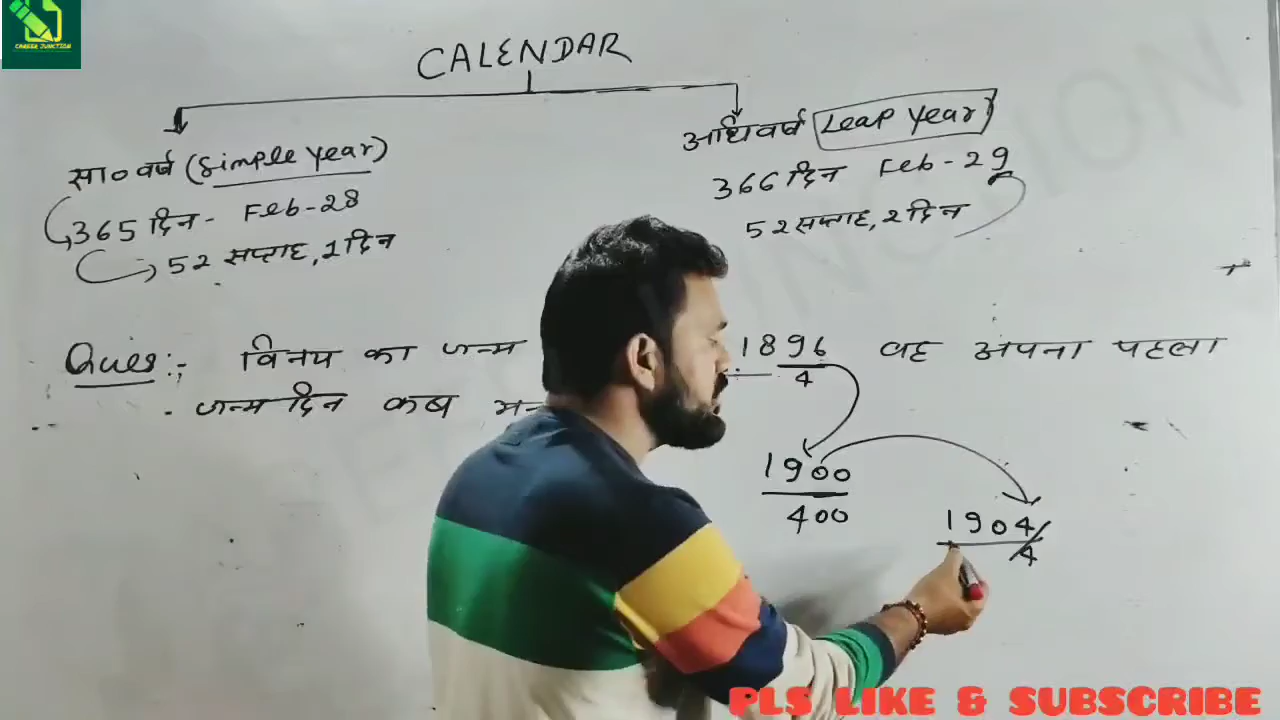 CAREER JUNCTION
CALENDAR
सा० वर्ष (Simple Year)
365 दिन - Feb-28
52 सप्ताह, 1 दिन
अधिवर्ष Leap Year
366 दिन Feb-29
52 सप्ताह, 2 दिन
Ques:- विनय का जन्म 1896 वह अपना पहला
4
जन्म दिन कब
1900
400
1904
4
PLS LIKE & SUBSCRIBE